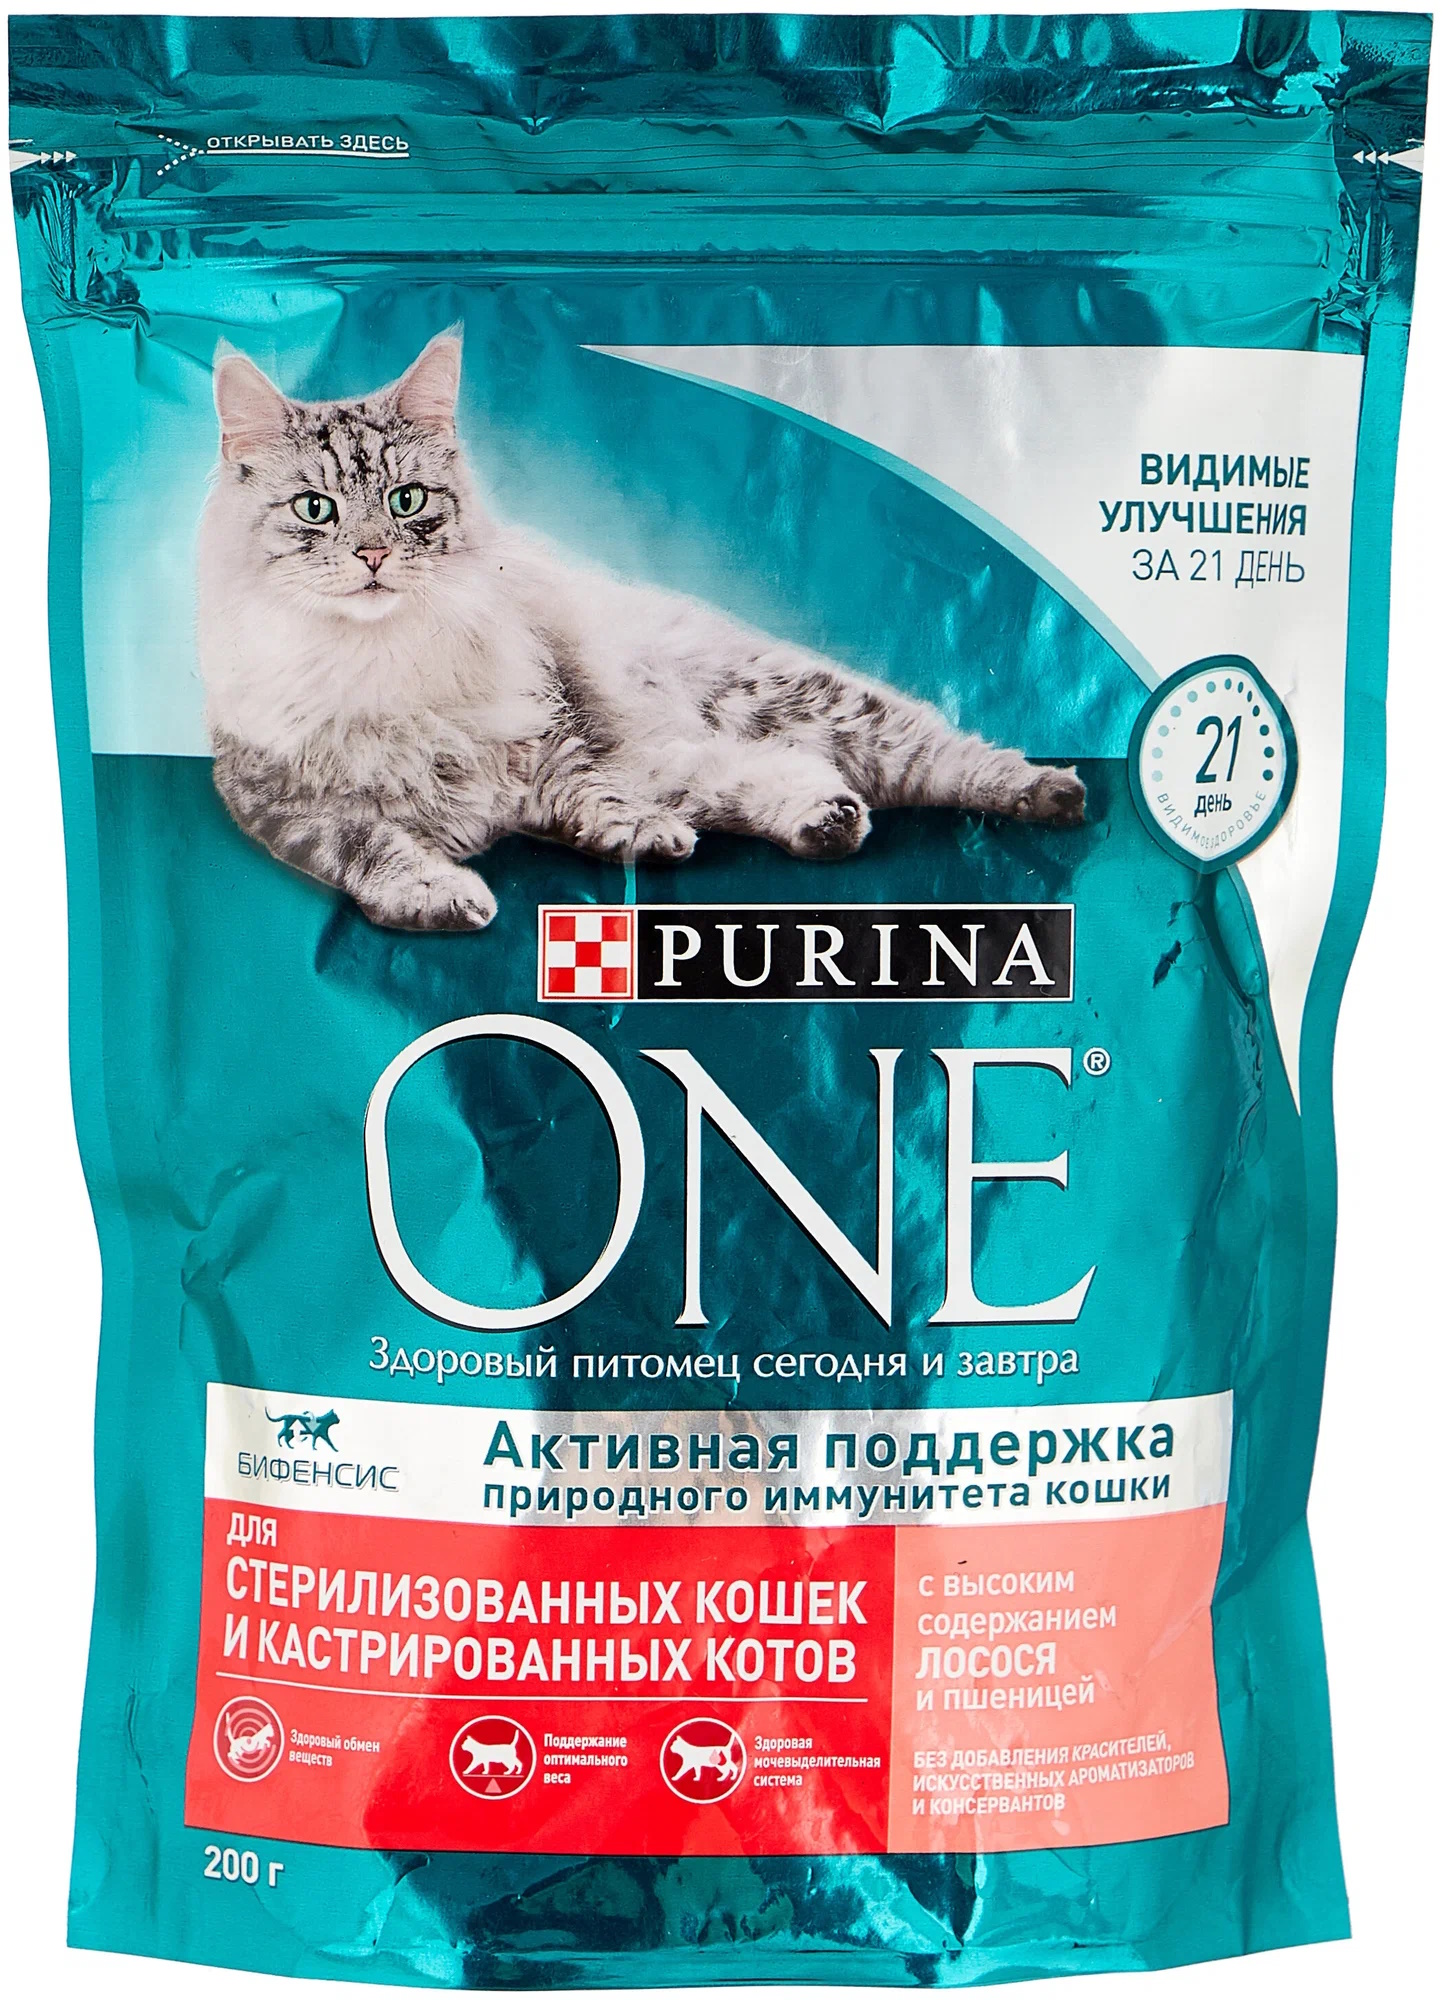 ОТКРЫВАТЬ ЗДЕСЬ
ВИДИМЫЕ
УЛУЧШЕНИЯ
ЗА 21 ДЕНЬ
21
день
ВИДИМОЕ ЗДОРОВЬЕ
PURINA
ONE®
Здоровый питомец сегодня и завтра
БИФЕНСИС
Активная поддержка
природного иммунитета кошки
ДЛЯ
СТЕРИЛИЗОВАННЫХ КОШЕК
И КАСТРИРОВАННЫХ КОТОВ
Здоровый обмен
веществ
Поддержание
оптимального
веса
Здоровая
мочевыделительная
система
с высоким
содержанием
ЛОСОСЯ
и пшеницей
БЕЗ ДОБАВЛЕНИЯ КРАСИТЕЛЕЙ,
ИСКУССТВЕННЫХ АРОМАТИЗАТОРОВ
И КОНСЕРВАНТОВ
200 г